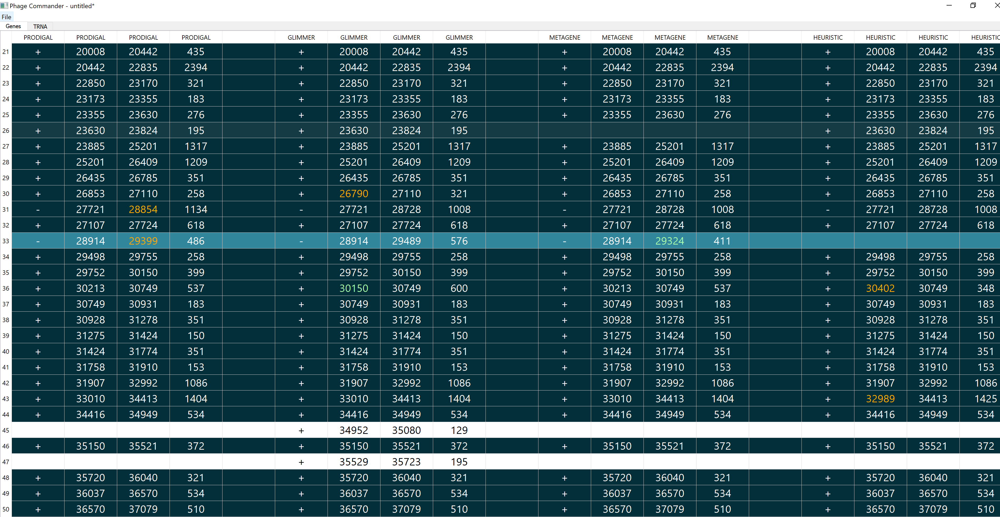 Phage Commander - untitled*
File
Genes TRNA
PRODIGAL PRODIGAL PRODIGAL PRODIGAL GLIMMER GLIMMER GLIMMER GLIMMER METAGENE METAGENE METAGENE METAGENE HEURISTIC HEURISTIC HEURISTIC HEURISTIC
21 + 20008 20442 435 + 20008 20442 435 + 20008 20442 435 + 20008 20442 435
22 + 20442 22835 2394 + 20442 22835 2394 + 20442 22835 2394 + 20442 22835 2394
23 + 22850 23170 321 + 22850 23170 321 + 22850 23170 321 + 22850 23170 321
24 + 23173 23355 183 + 23173 23355 183 + 23173 23355 183 + 23173 23355 183
25 + 23355 23630 276 + 23355 23630 276 + 23355 23630 276 + 23355 23630 276
26 + 23630 23824 195 + 23630 23824 195 + 23630 23824 195
27 + 23885 25201 1317 + 23885 25201 1317 + 23885 25201 1317 + 23885 25201 1317
28 + 25201 26409 1209 + 25201 26409 1209 + 25201 26409 1209 + 25201 26409 1209
29 + 26435 26785 351 + 26435 26785 351 + 26435 26785 351 + 26435 26785 351
30 + 26853 27110 258 + 26790 27110 321 + 26853 27110 258 + 26853 27110 258
31 - 27721 28854 1134 - 27721 28728 1008 - 27721 28728 1008 - 27721 28728 1008
32 + 27107 27724 618 + 27107 27724 618 + 27107 27724 618 + 27107 27724 618
33 - 28914 29399 486 - 28914 29489 576 - 28914 29324 411
34 + 29498 29755 258 + 29498 29755 258 + 29498 29755 258 + 29498 29755 258
35 + 29752 30150 399 + 29752 30150 399 + 29752 30150 399 + 29752 30150 399
36 + 30213 30749 537 + 30150 30749 600 + 30213 30749 537 + 30402 30749 348
37 + 30749 30931 183 + 30749 30931 183 + 30749 30931 183 + 30749 30931 183
38 + 30928 31278 351 + 30928 31278 351 + 30928 31278 351 + 30928 31278 351
39 + 31275 31424 150 + 31275 31424 150 + 31275 31424 150 + 31275 31424 150
40 + 31424 31774 351 + 31424 31774 351 + 31424 31774 351 + 31424 31774 351
41 + 31758 31910 153 + 31758 31910 153 + 31758 31910 153 + 31758 31910 153
42 + 31907 32992 1086 + 31907 32992 1086 + 31907 32992 1086 + 31907 32992 1086
43 + 33010 34413 1404 + 33010 34413 1404 + 33010 34413 1404 + 32989 34413 1425
44 + 34416 34949 534 + 34416 34949 534 + 34416 34949 534 + 34416 34949 534
45 + 34952 35080 129
46 + 35150 35521 372 + 35150 35521 372 + 35150 35521 372 + 35150 35521 372
47 + 35529 35723 195
48 + 35720 36040 321 + 35720 36040 321 + 35720 36040 321 + 35720 36040 321
49 + 36037 36570 534 + 36037 36570 534 + 36037 36570 534 + 36037 36570 534
50 + 36570 37079 510 + 36570 37079 510 + 36570 37079 510 + 36570 37079 510